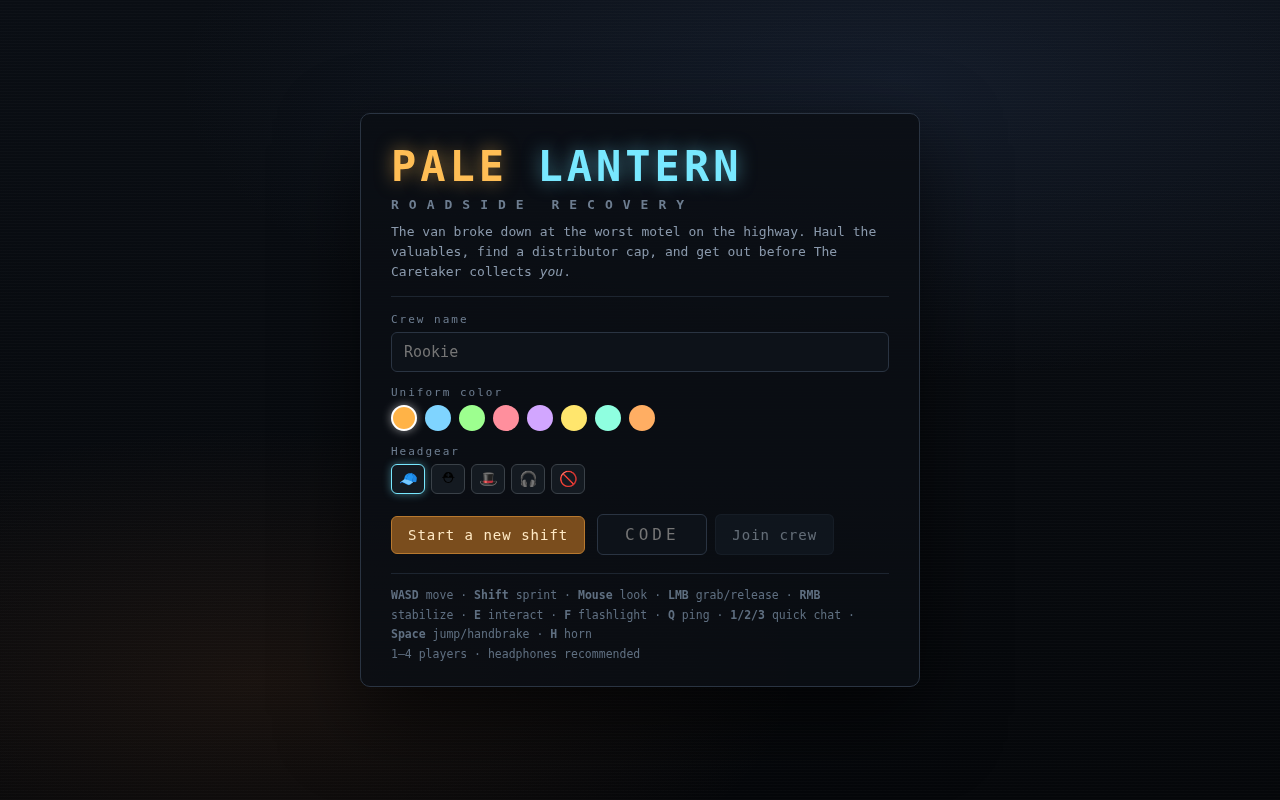 PALE LANTERN
ROADSIDE RECOVERY
The van broke down at the worst motel on the highway. Haul the
valuables, find a distributor cap, and get out before The
Caretaker collects you.
Crew name
Rookie
Uniform color
Headgear
Start a new shift
CODE
Join crew
WASD move · Shift sprint · Mouse look · LMB grab/release · RMB
stabilize · E interact · F flashlight · Q ping · 1/2/3 quick chat ·
Space jump/handbrake · H horn
1–4 players · headphones recommended